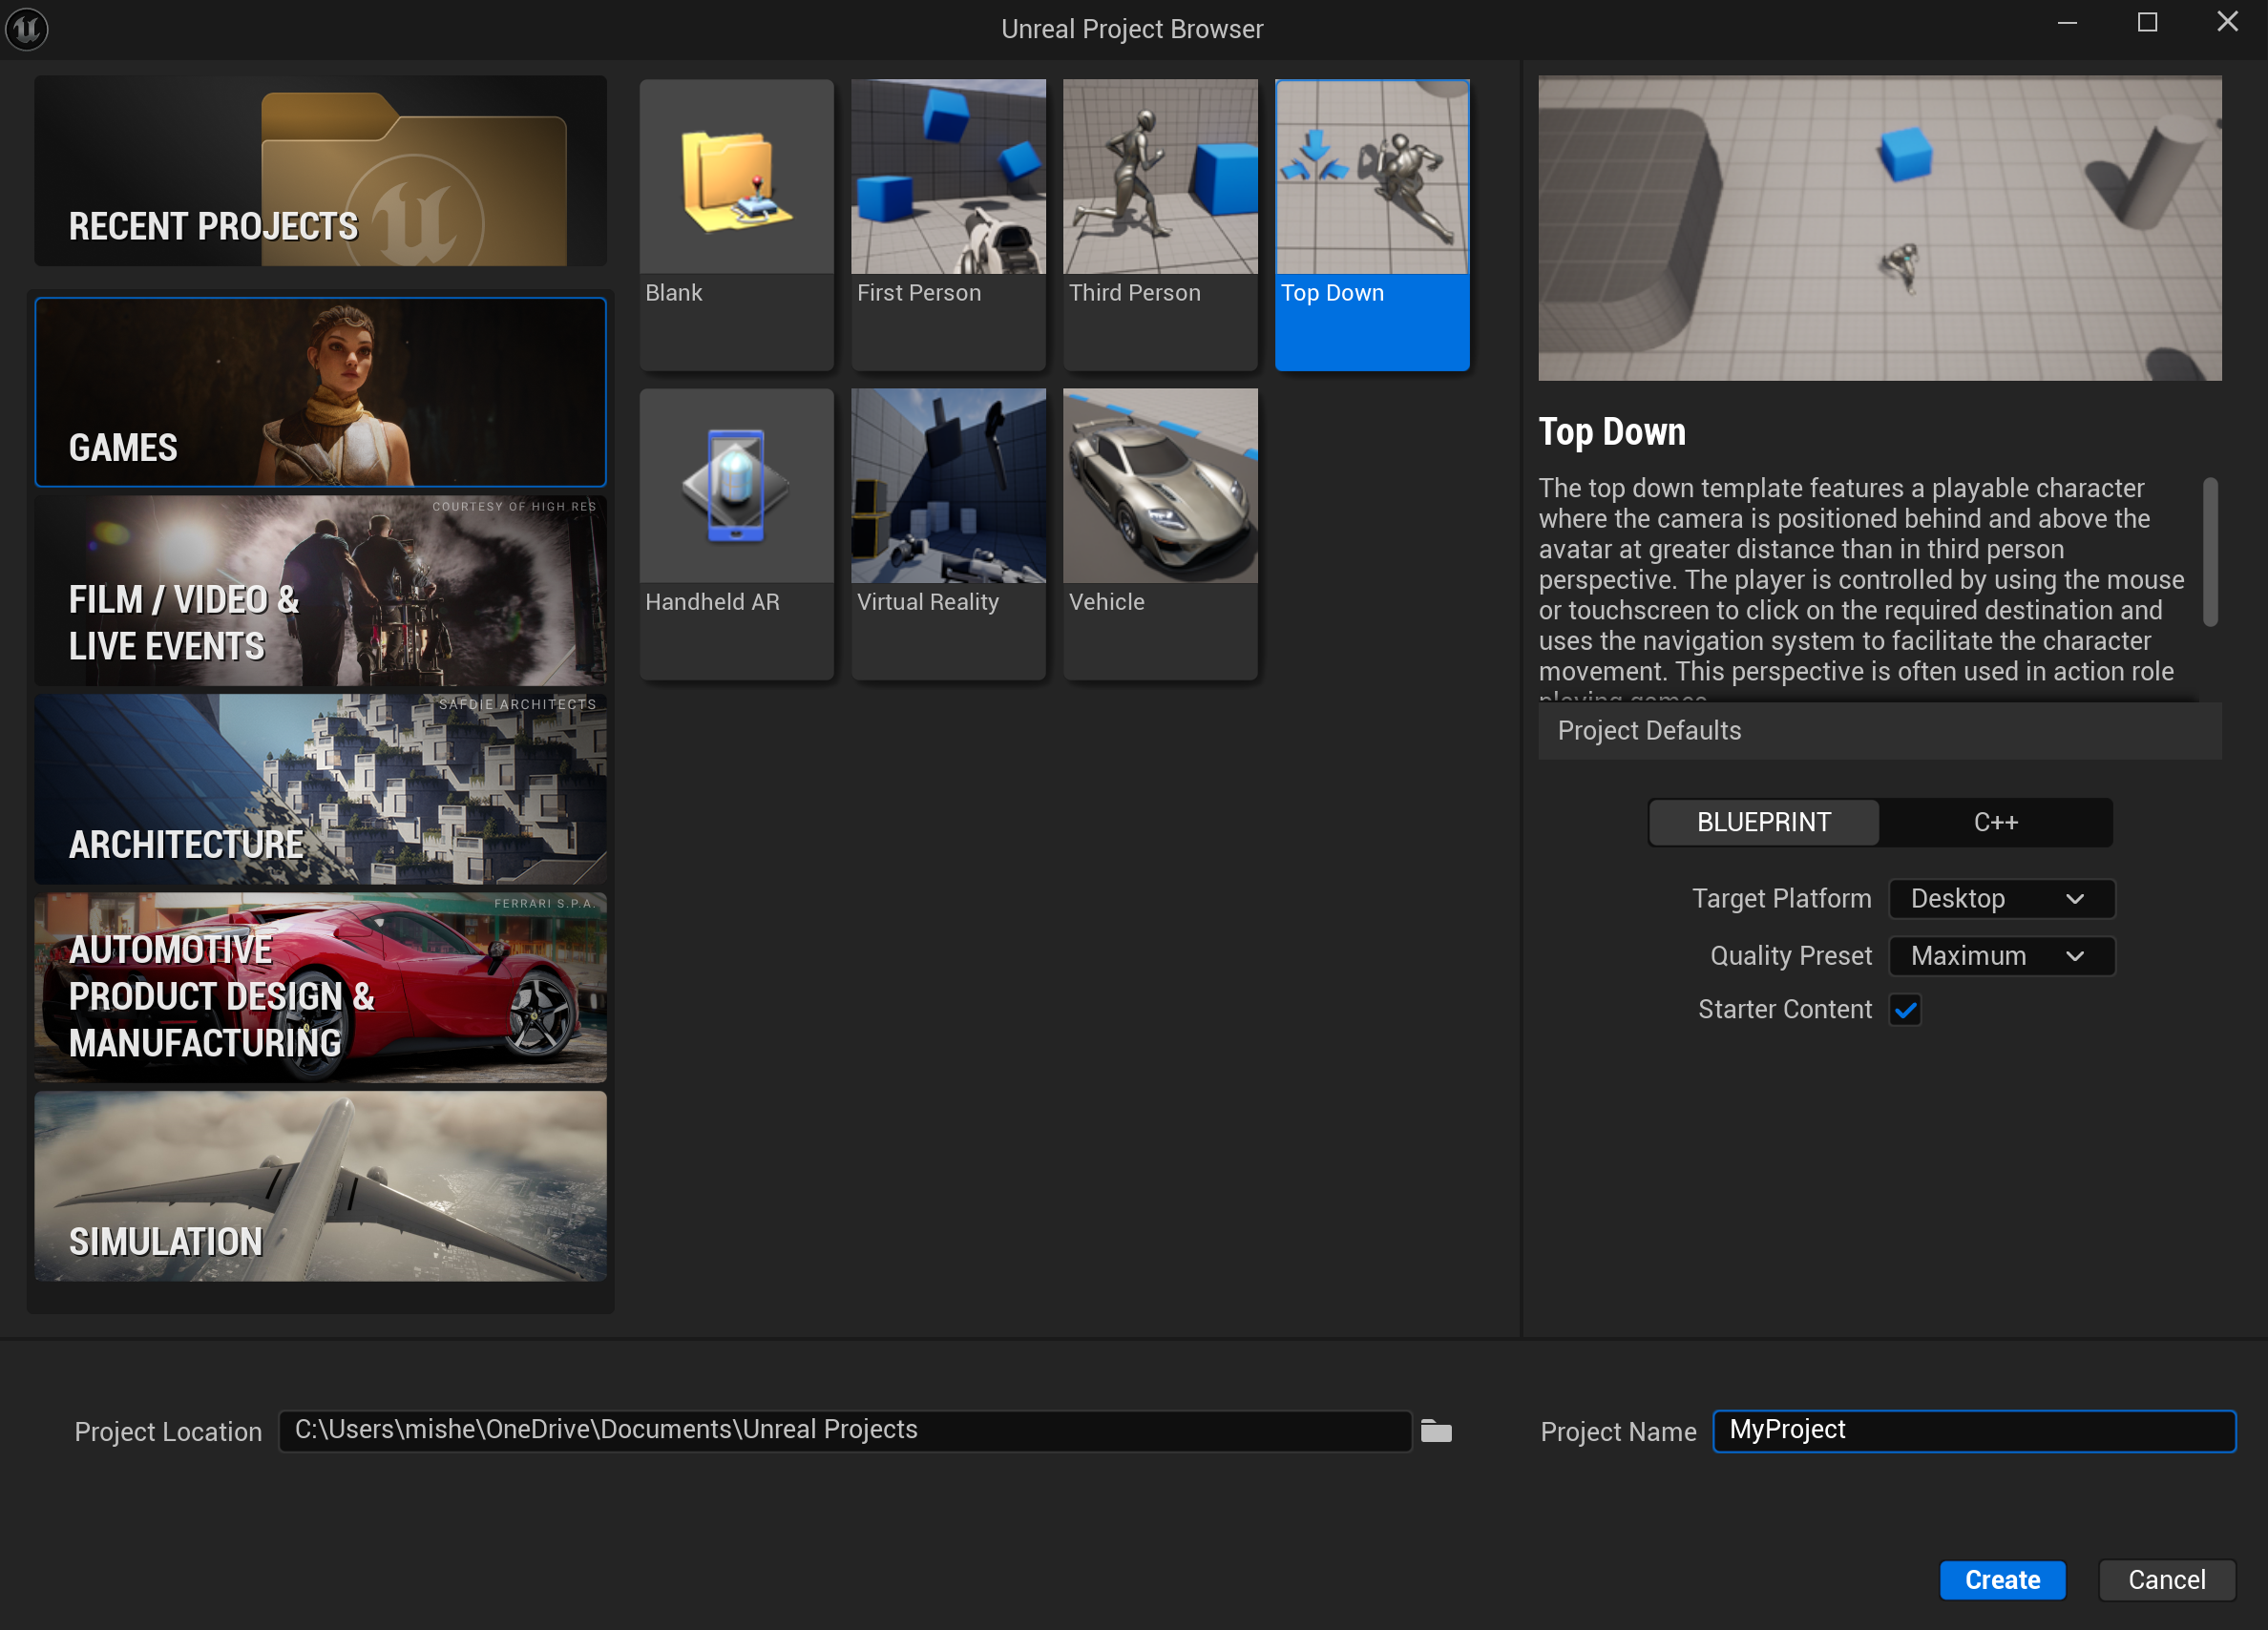 Unreal Project Browser
RECENT PROJECTS
GAMES
COURTESY OF HIGH RES
FILM / VIDEO &
LIVE EVENTS
SAFDIE ARCHITECTS
ARCHITECTURE
FERRARI S.P.A.
AUTOMOTIVE
PRODUCT DESIGN &
MANUFACTURING
SIMULATION
Blank
First Person
Third Person
Top Down
Handheld AR
Virtual Reality
Vehicle
Top Down
The top down template features a playable character
where the camera is positioned behind and above the
avatar at greater distance than in third person
perspective. The player is controlled by using the mouse
or touchscreen to click on the required destination and
uses the navigation system to facilitate the character
movement. This perspective is often used in action role
playing games
Project Defaults
BLUEPRINT
C++
Target Platform
Desktop
Quality Preset
Maximum
Starter Content
Project Location
C:\Users\mishe\OneDrive\Documents\Unreal Projects
Project Name
MyProject
Create
Cancel